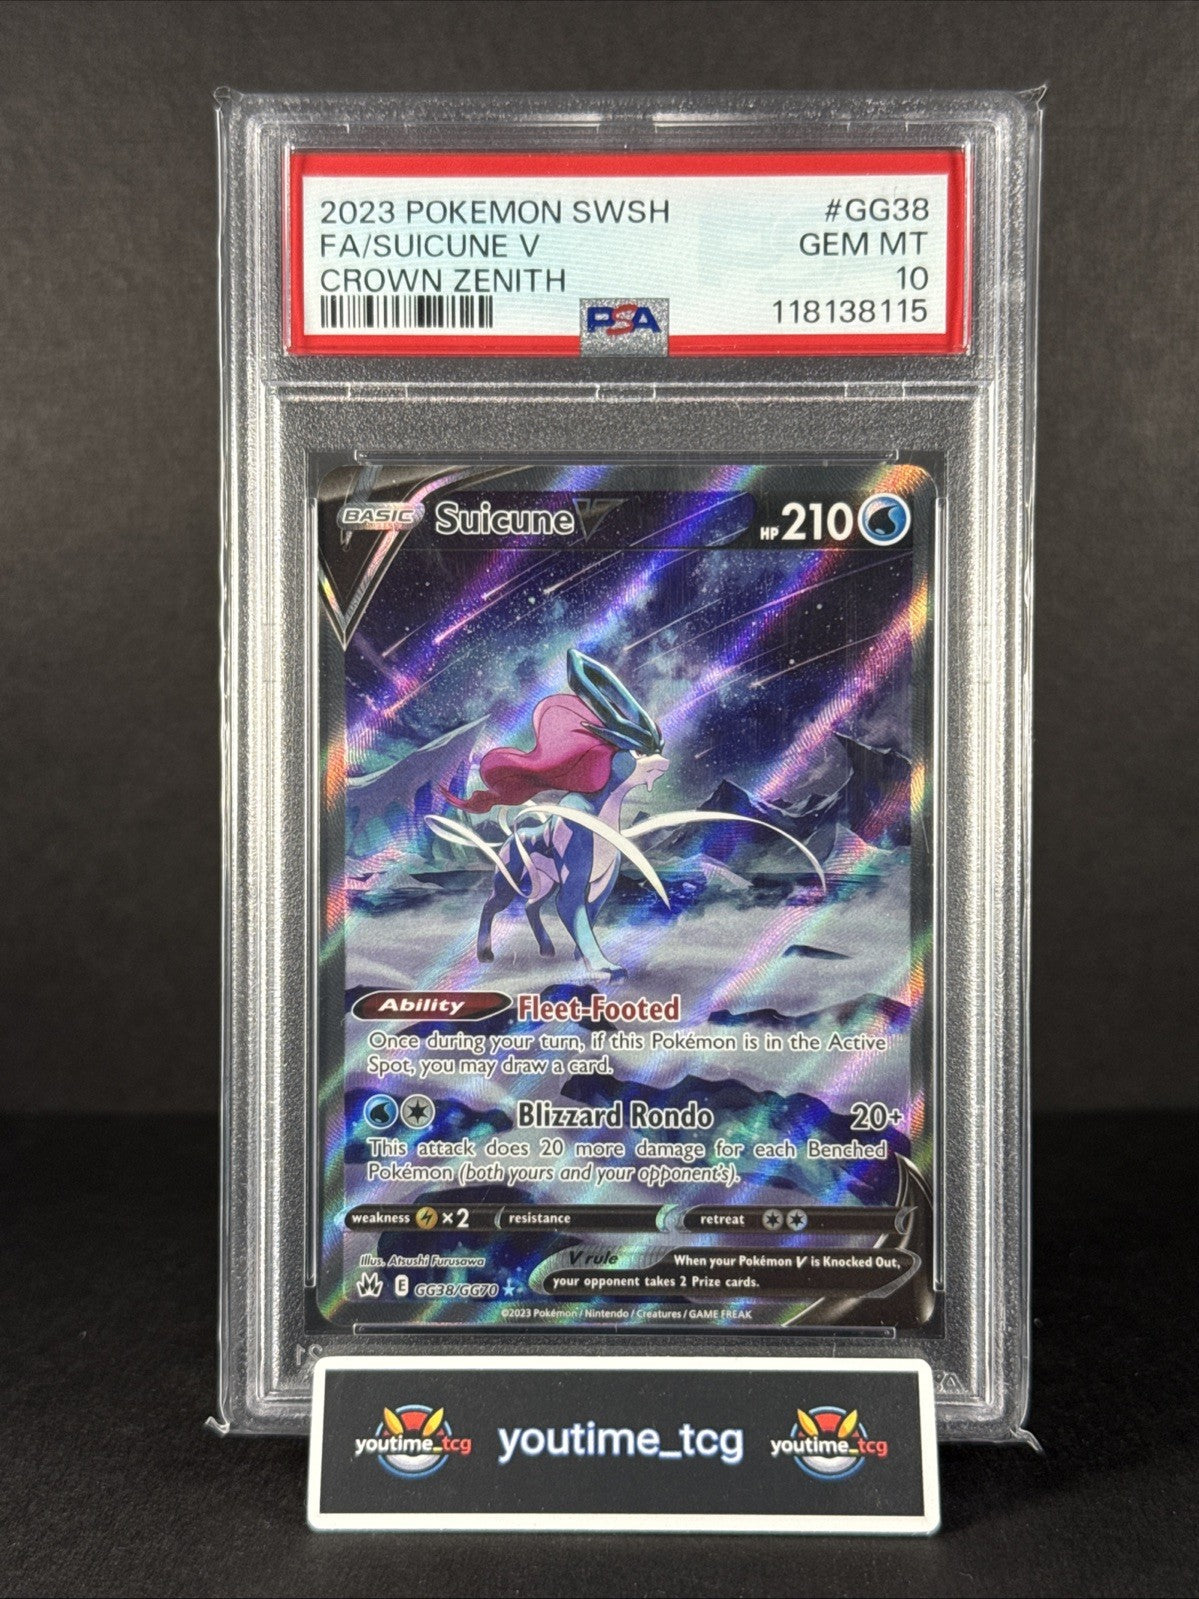 2023 POKEMON SWSH #GG38
FA/SUICUNE V GEM MT
CROWN ZENITH 10
PSA 118138115
BASIC Suicune V HP 210
Ability Fleet-Footed
Once during your turn, if this Pokémon is in the Active
Spot, you may draw a card.
Blizzard Rondo 20+
This attack does 20 more damage for each Benched
Pokémon (both yours and your opponent's).
weakness ×2 resistance retreat
Illus. Atsushi Furusawa
V rule When your Pokémon V is Knocked Out,
your opponent takes 2 Prize cards.
E GG38/GG70
©2023 Pokémon / Nintendo / Creatures / GAME FREAK
youtime_tcg youtime_tcg youtime_tcg